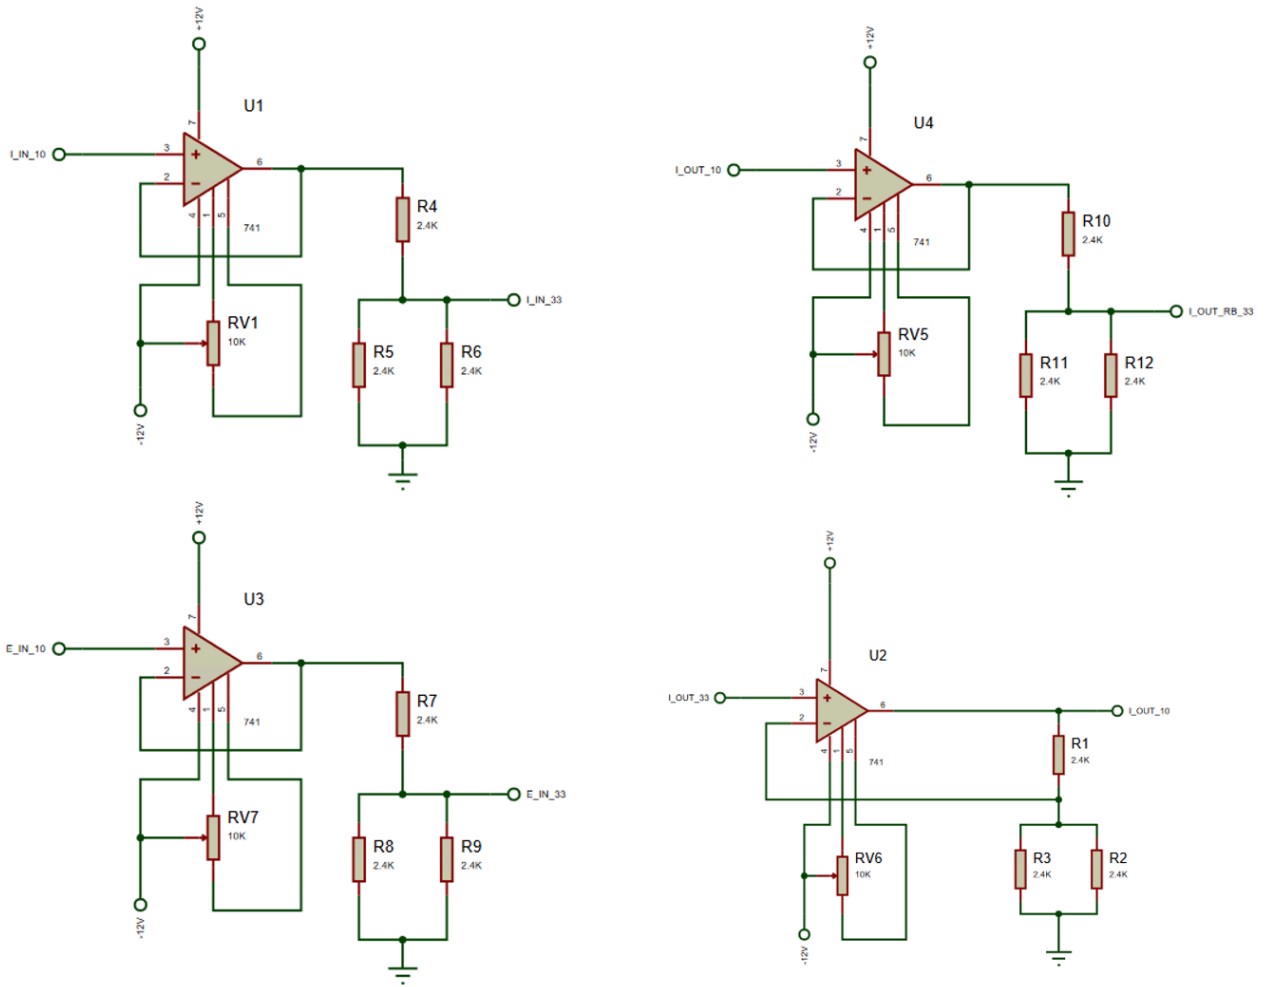 +12V
U1
7
I_IN_10
3
2
6
4
1
5
741
R4
2.4K
I_IN_33
RV1
10K
R5
2.4K
R6
2.4K
-12V
+12V
U4
7
I_OUT_10
3
2
6
4
1
5
741
R10
2.4K
I_OUT_RB_33
RV5
10K
R11
2.4K
R12
2.4K
-12V
+12V
U3
7
E_IN_10
3
2
6
4
1
5
741
R7
2.4K
E_IN_33
RV7
10K
R8
2.4K
R9
2.4K
-12V
+12V
U2
7
I_OUT_33
3
2
6
I_OUT_10
4
1
5
741
R1
2.4K
RV6
10K
R3
2.4K
R2
2.4K
-12V